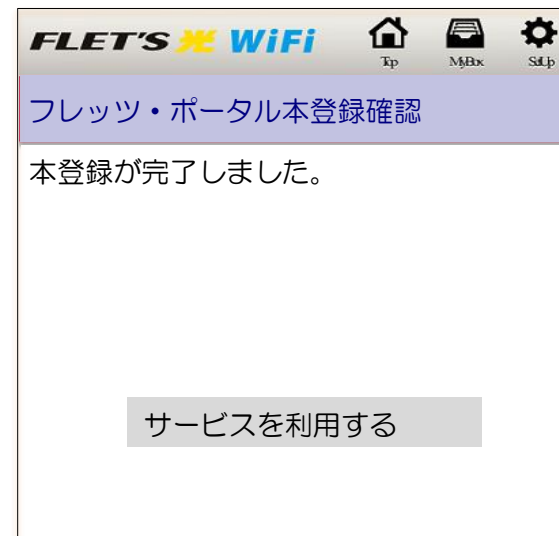 FLET'S光 WiFi
Top MyBox SetUp
フレッツ・ポータル本登録確認
本登録が完了しました。
サービスを利用する